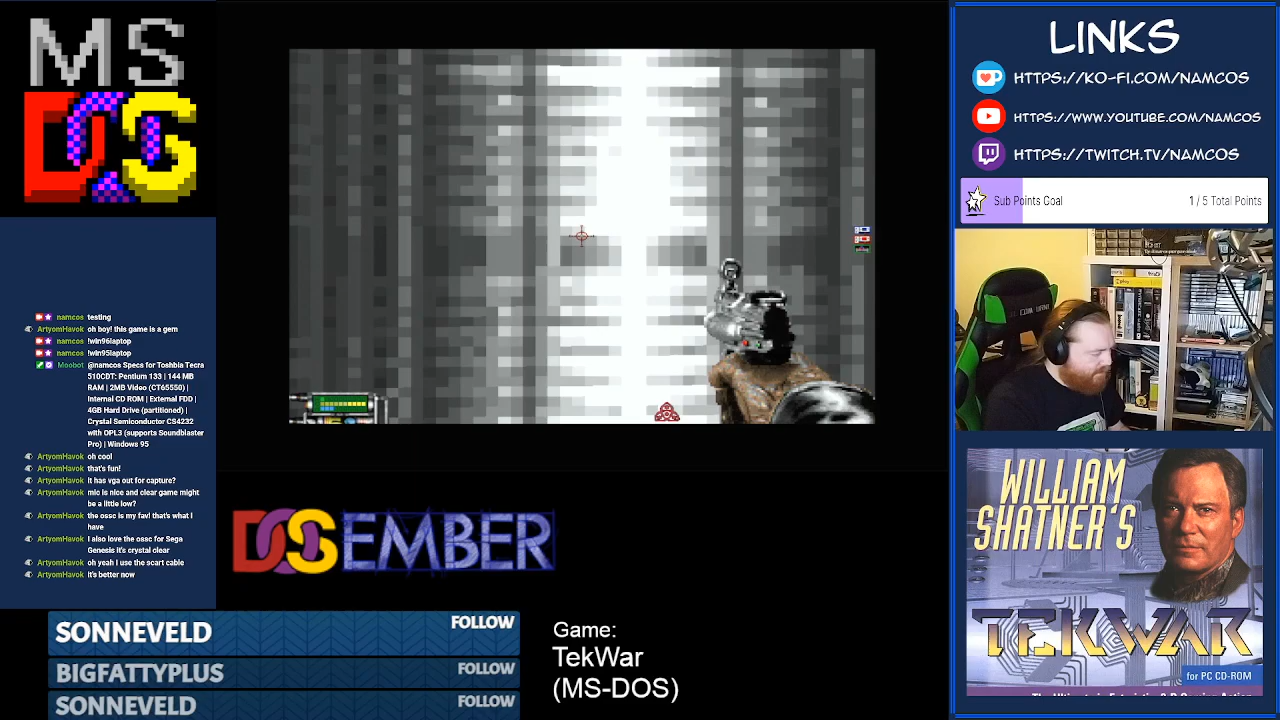 MS
DOS
namcos testing
ArtyomHavok oh boy! this game is a gem
namcos !win96laptop
namcos !win95laptop
Moobot @namcos Specs for Toshbia Tecra
510CDT: Pentium 133 | 144 MB
RAM | 2MB Video (CT65550) |
Internal CD ROM | External FDD |
4GB Hard Drive (partitioned) |
Crystal Semiconductor CS4232
with OPL3 (supports Soundblaster
Pro) | Windows 95
ArtyomHavok oh cool
ArtyomHavok that's fun!
ArtyomHavok It has vga out for capture?
ArtyomHavok mic is nice and clear game might
be a little low?
ArtyomHavok the ossc is my fav! that's what I
have
ArtyomHavok I also love the ossc for Sega
Genesis it's crystal clear
ArtyomHavok oh yeah I use the scart cable
ArtyomHavok It's better now
DOSEMBER
SONNEVELD FOLLOW
BIGFATTYPLUS FOLLOW
SONNEVELD FOLLOW
Game:
TekWar
(MS-DOS)
LINKS
HTTPS://KO-FI.COM/NAMCOS
HTTPS://WWW.YOUTUBE.COM/NAMCOS
HTTPS://TWITCH.TV/NAMCOS
Sub Points Goal 1 / 5 Total Points
WILLIAM
SHATNER'S
TEKWAR
for PC CD-ROM